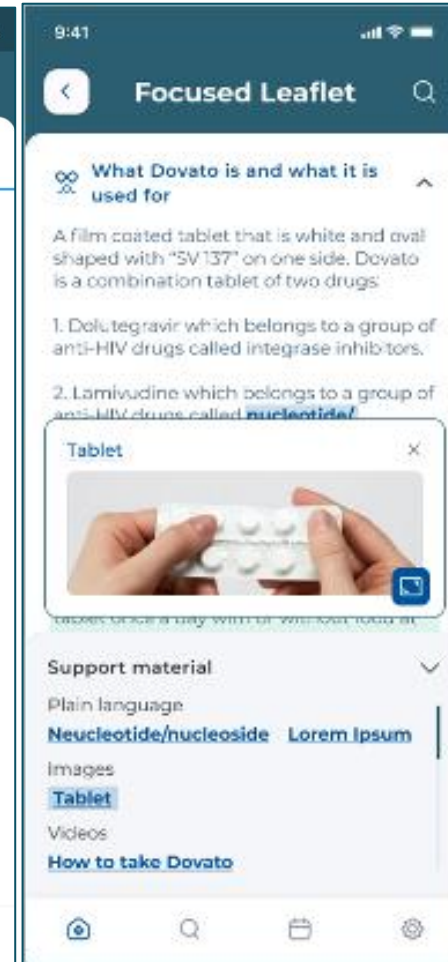 9:41
Focused Leaflet
What Dovato is and what it is
used for
A film coated tablet that is white and oval
shaped with "SV 137" on one side. Dovato
is a combination tablet of two drugs:
1. Dolutegravir which belongs to a group of
anti-HIV drugs called integrase inhibitors.
2. Lamivudine which belongs to a group of
anti-HIV drugs called nucleotide/
Tablet
tablet once a day with or without food at
Support material
Plain language
Neucleotide/nucleoside Lorem Ipsum
Images
Tablet
Videos
How to take Dovato